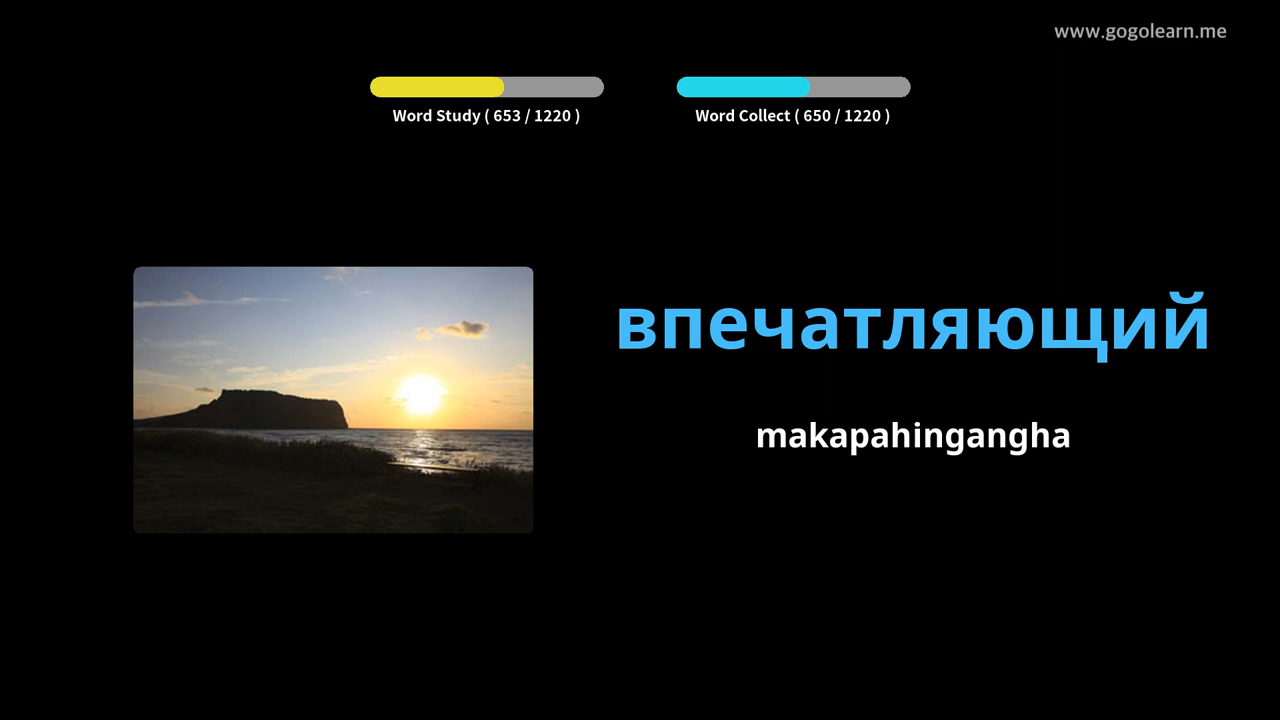 www.gogolearn.me
Word Study ( 653 / 1220 )
Word Collect ( 650 / 1220 )
впечатляющий
makapahingangha